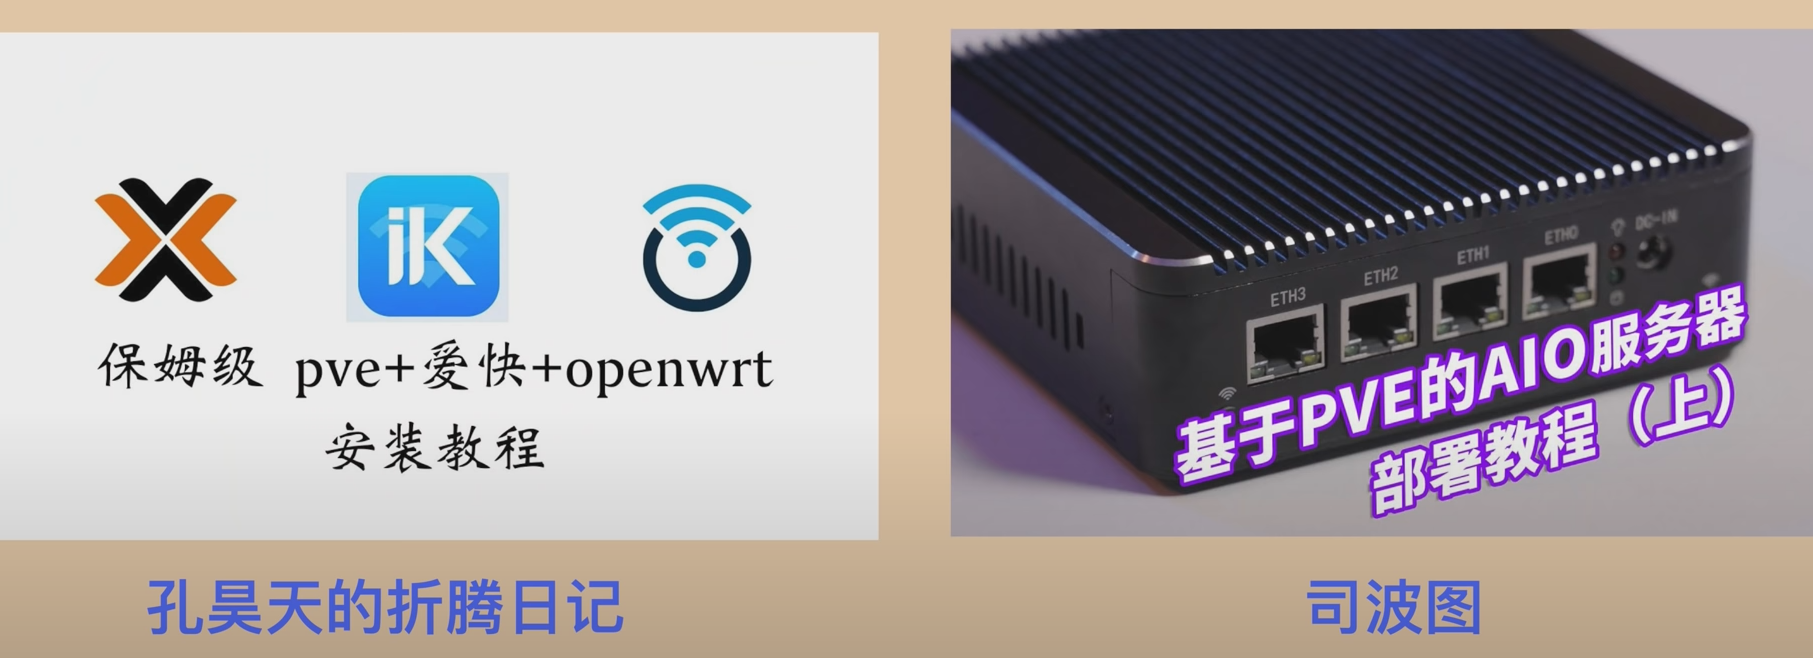 iK
保姆级 pve+爱快+openwrt
安装教程
孔昊天的折腾日记
ETH3
ETH2
ETH1
ETH0
DC-IN
基于PVE的AIO服务器
部署教程（上）
司波图